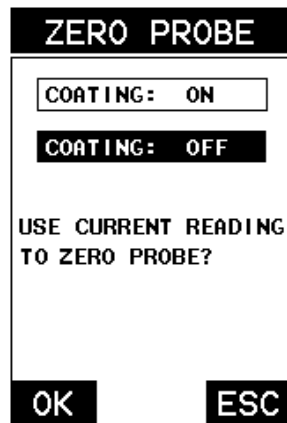 ZERO PROBE
COATING: ON
COATING: OFF
USE CURRENT READING
TO ZERO PROBE?
OK ESC